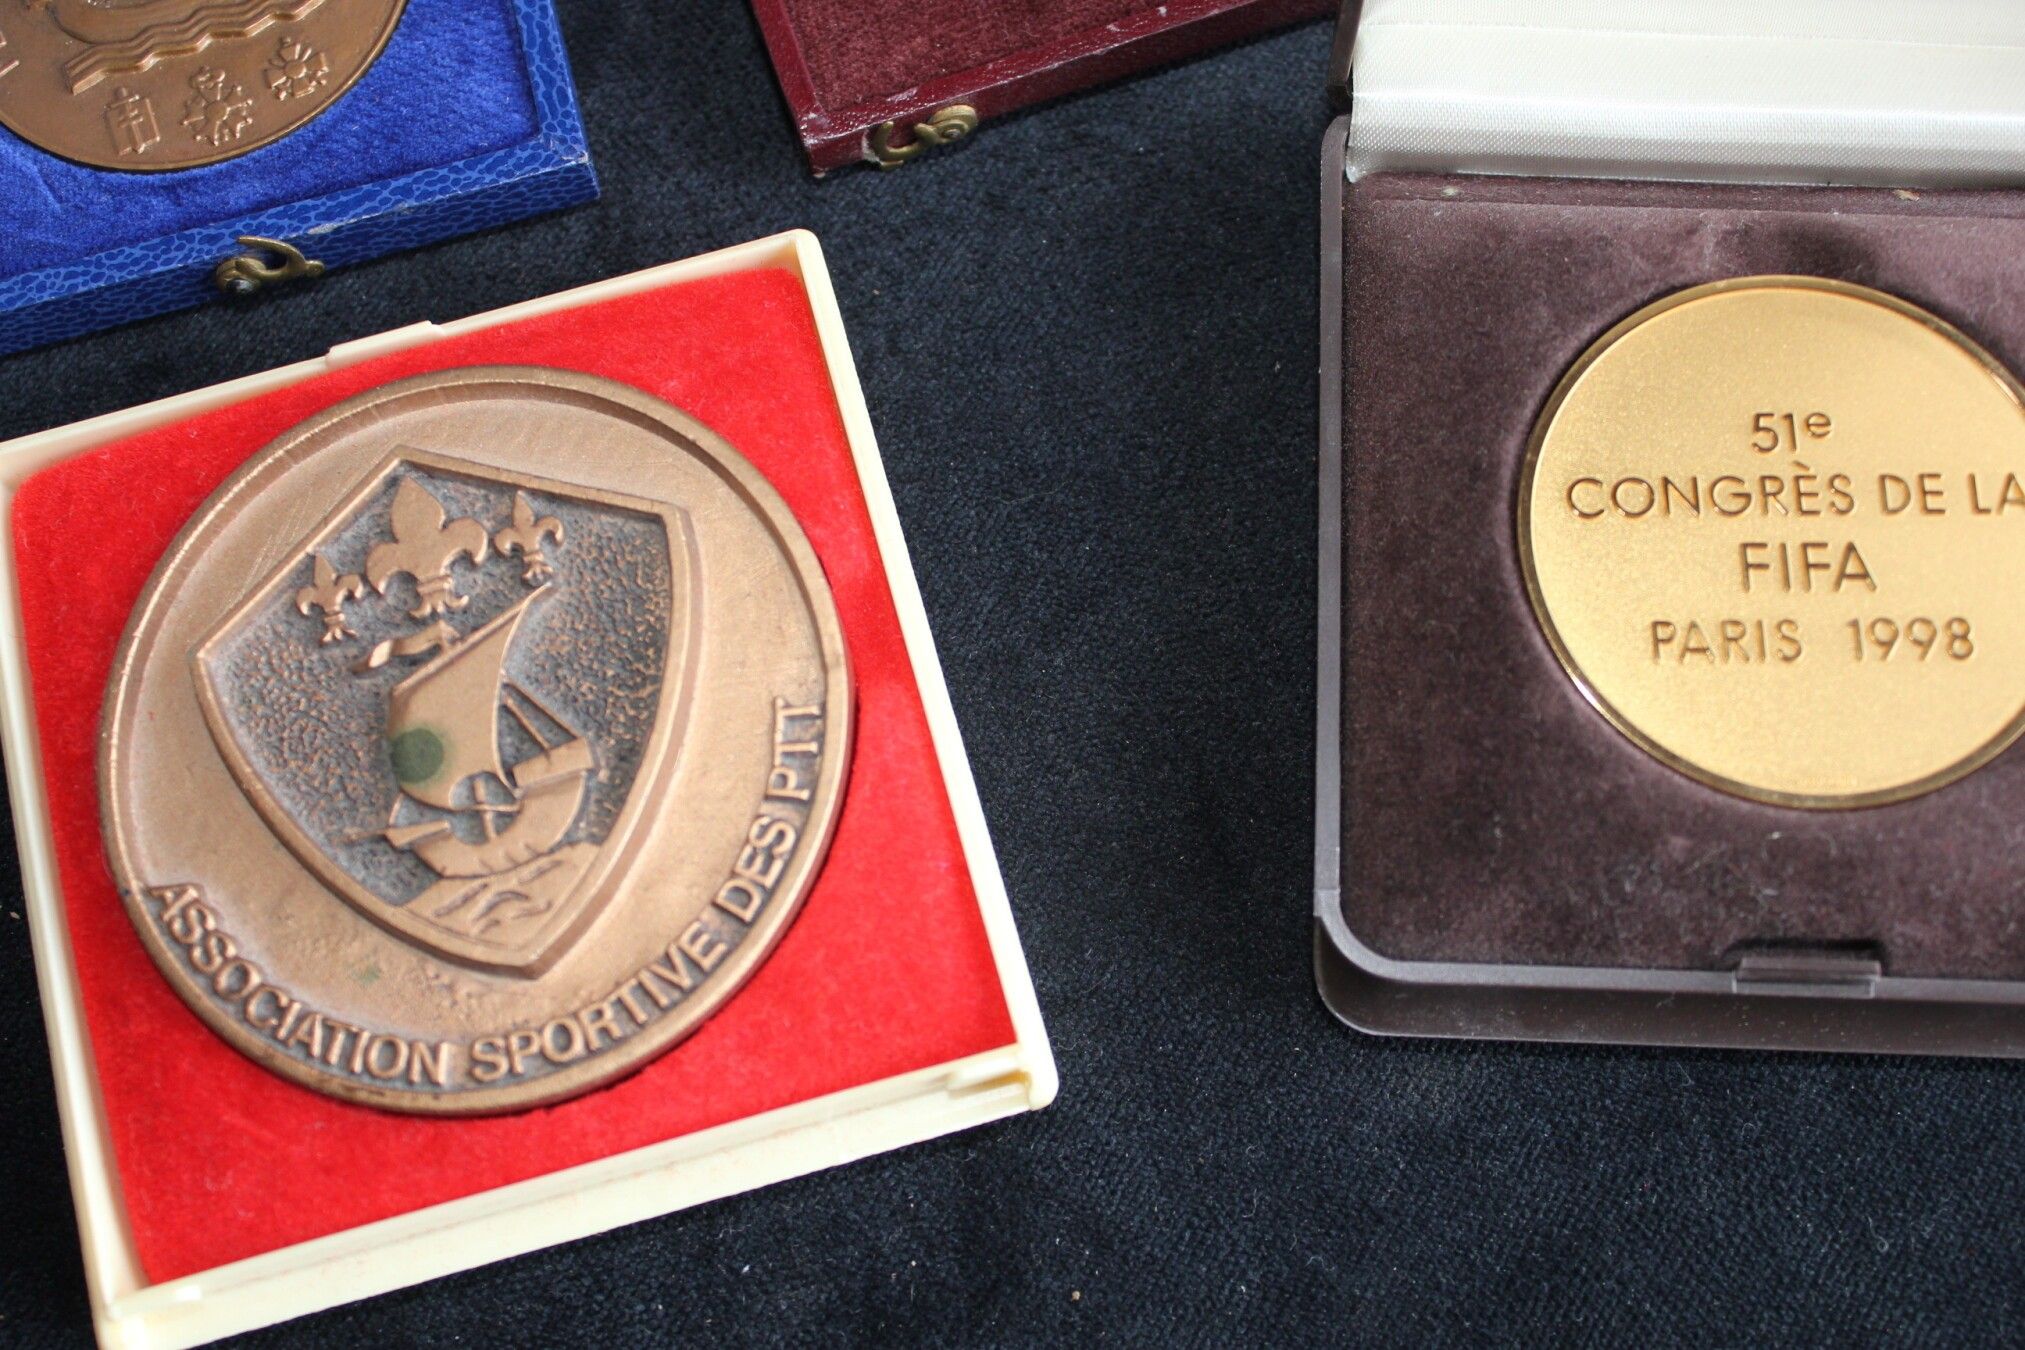 ASSOCIATION SPORTIVE DES PTT
51e
CONGRÈS DE LA
FIFA
PARIS 1998